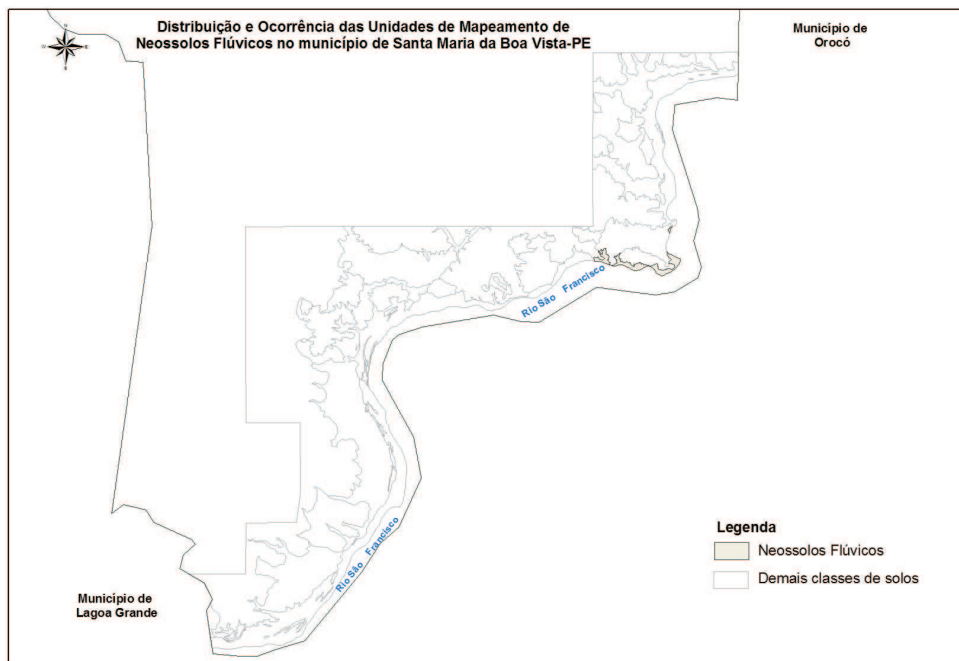 Distribuição e Ocorrência das Unidades de Mapeamento de
Neossolos Flúvicos no município de Santa Maria da Boa Vista-PE
Município de
Orocó
N
W
E
S
Rio São Francisco
Rio São Francisco
Legenda
Neossolos Flúvicos
Demais classes de solos
Município de
Lagoa Grande